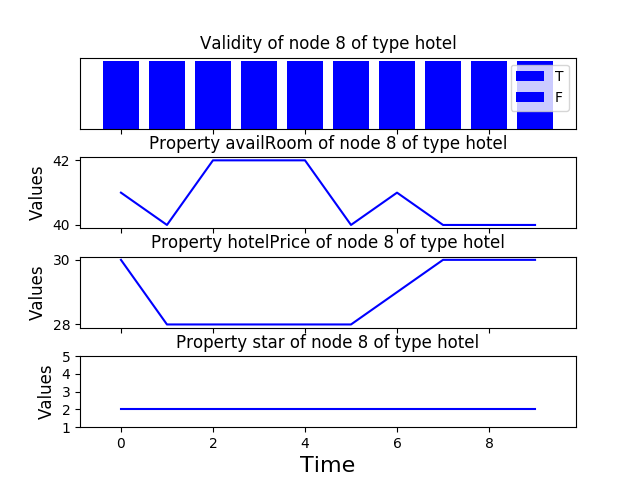 Validity of node 8 of type hotel
T
F
Property availRoom of node 8 of type hotel
42
40
Values
Property hotelPrice of node 8 of type hotel
30
28
Values
Property star of node 8 of type hotel
5
4
3
2
1
Values
0 2 4 6 8
Time